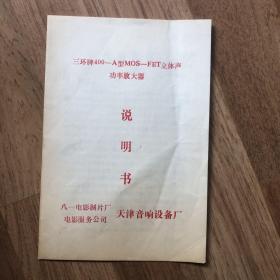 三环牌400—A型MOS—FET立体声
功率放大器
说
明
书
八一电影制片厂
电影服务公司
天津音响设备厂